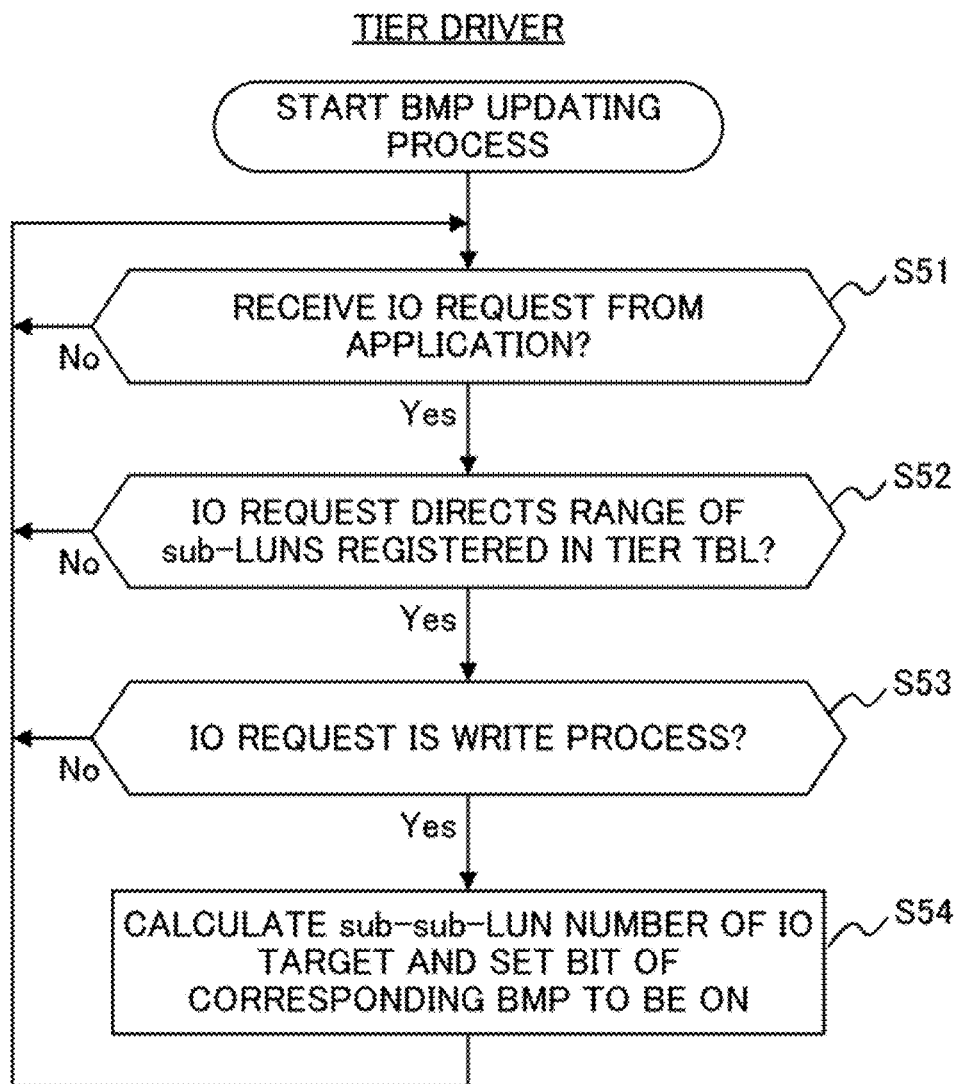 TIER DRIVER
START BMP UPDATING
PROCESS
S51
RECEIVE IO REQUEST FROM
APPLICATION?
No
Yes
S52
IO REQUEST DIRECTS RANGE OF
sub-LUNS REGISTERED IN TIER TBL?
No
Yes
S53
IO REQUEST IS WRITE PROCESS?
No
Yes
S54
CALCULATE sub-sub-LUN NUMBER OF IO
TARGET AND SET BIT OF
CORRESPONDING BMP TO BE ON